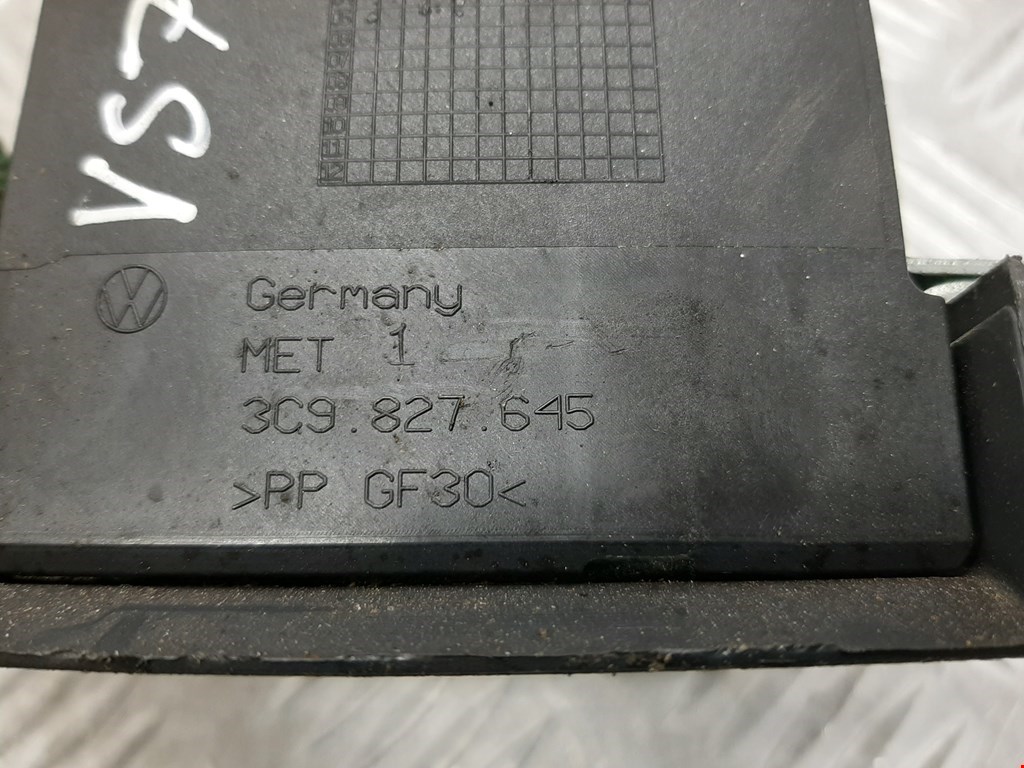 VS7
Germany
MET 1
3C9.827.645
>PP GF30<